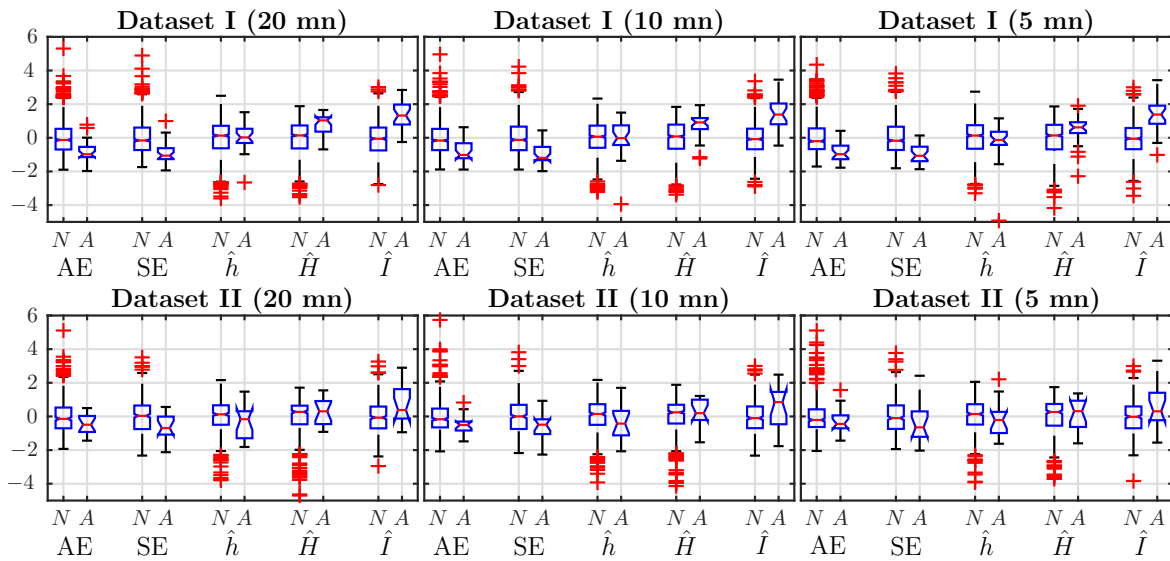 Dataset I (20 mn) Dataset I (10 mn) Dataset I (5 mn)
6
4
2
0
−2
−4
N A N A N A N A N A N A N A N A N A N A N A N A N A N A N A
AE SE ĥ Ĥ Î AE SE ĥ Ĥ Î AE SE ĥ Ĥ Î
Dataset II (20 mn) Dataset II (10 mn) Dataset II (5 mn)
6
4
2
0
−2
−4
N A N A N A N A N A N A N A N A N A N A N A N A N A N A N A
AE SE ĥ Ĥ Î AE SE ĥ Ĥ Î AE SE ĥ Ĥ Î